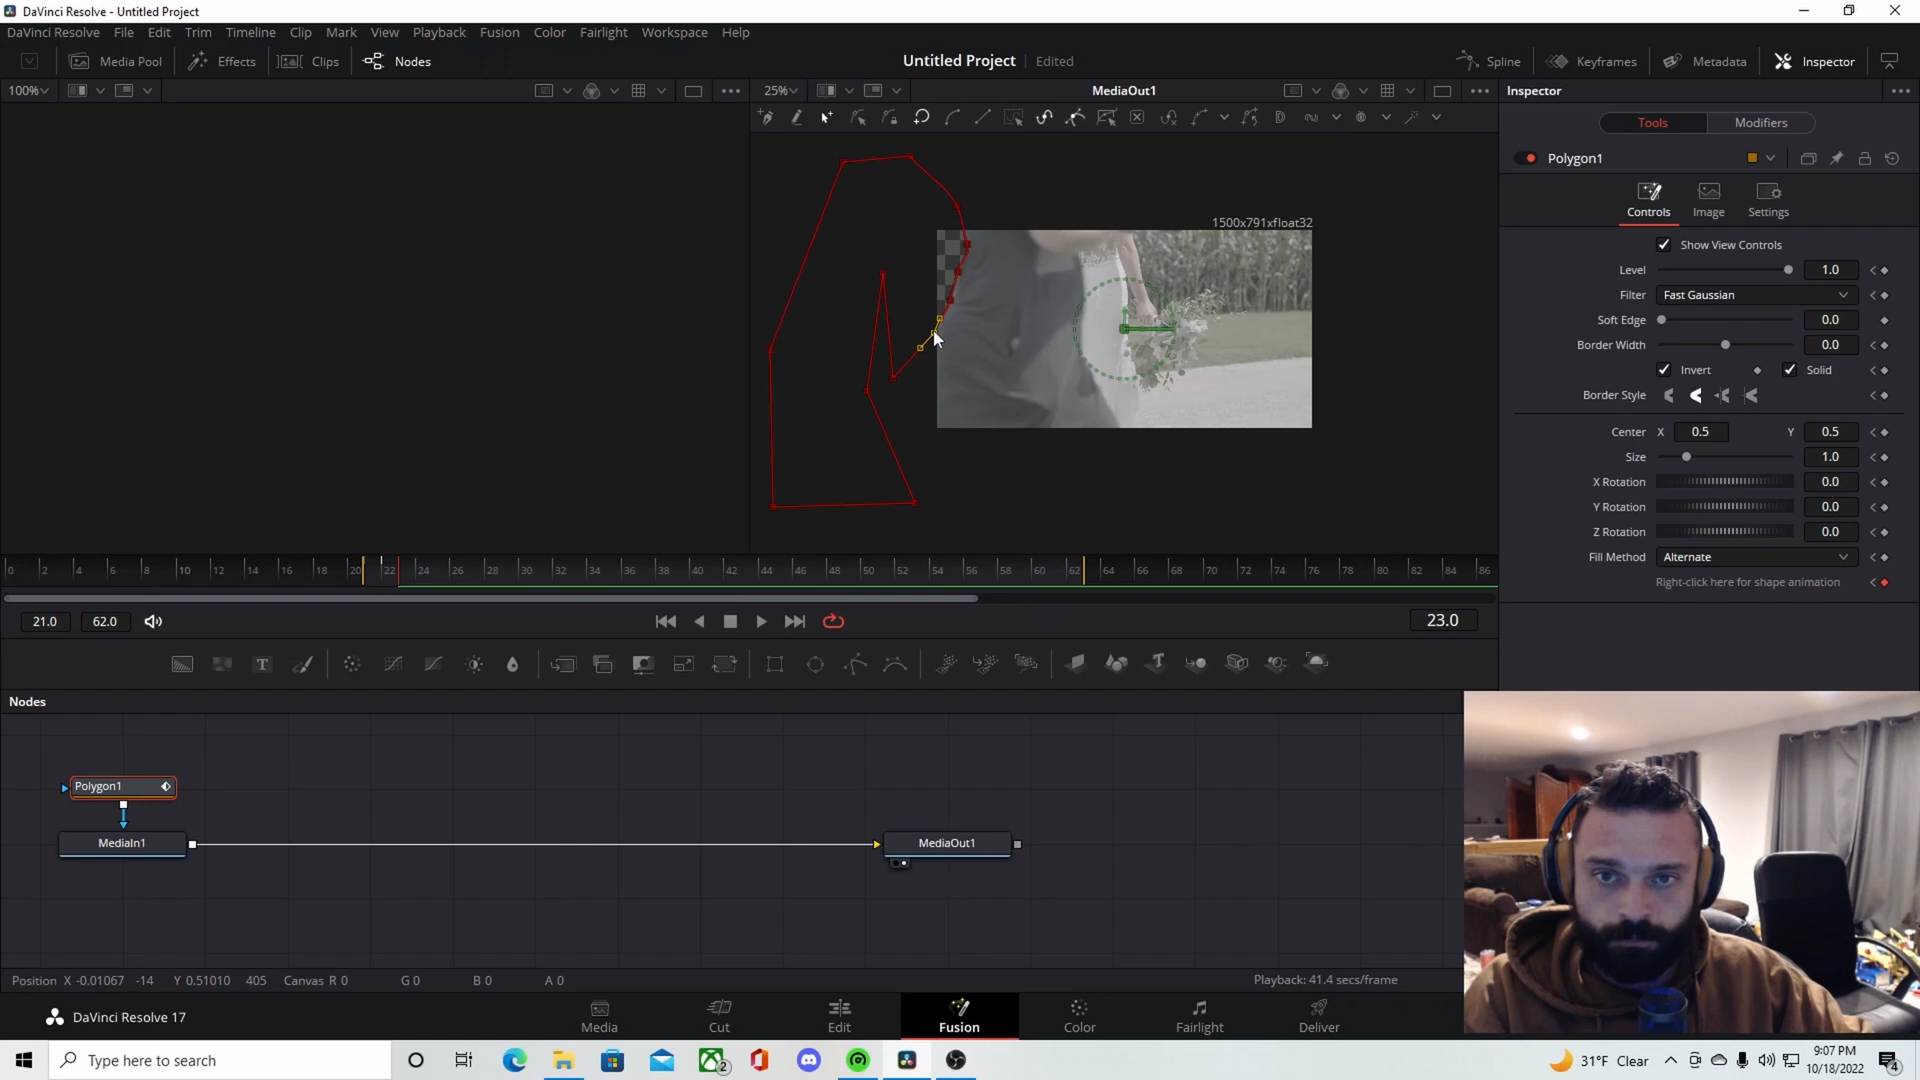 DaVinci Resolve - Untitled Project
DaVinci Resolve File Edit Trim Timeline Clip Mark View Playback Fusion Color Fairlight Workspace Help
Media Pool Effects Clips Nodes Untitled Project Edited Spline Keyframes Metadata Inspector
100% 25% MediaOut1 Inspector
Tools Modifiers
Polygon1
Controls Image Settings
1500x791xfloat32
Show View Controls
Level 1.0
Filter Fast Gaussian
Soft Edge 0.0
Border Width 0.0
Invert Solid
Border Style
Center X 0.5 Y 0.5
Size 1.0
X Rotation 0.0
Y Rotation 0.0
Z Rotation 0.0
Fill Method Alternate
Right-click here for shape animation
0 2 4 6 8 10 12 14 16 18 20 22 24 26 28 30 32 34 36 38 40 42 44 46 48 50 52 54 56 58 60 62 64 66 68 70 72 74 76 78 80 82 84 86
21.0 62.0 23.0
T T
Nodes
Polygon1
MediaIn1 MediaOut1
Position X -0.01067 -14 Y 0.51010 405 Canvas R 0 G 0 B 0 A 0 Playback: 41.4 secs/frame
DaVinci Resolve 17 Media Cut Edit Fusion Color Fairlight Deliver
Type here to search 2 31°F Clear 9:07 PM
10/18/2022 4